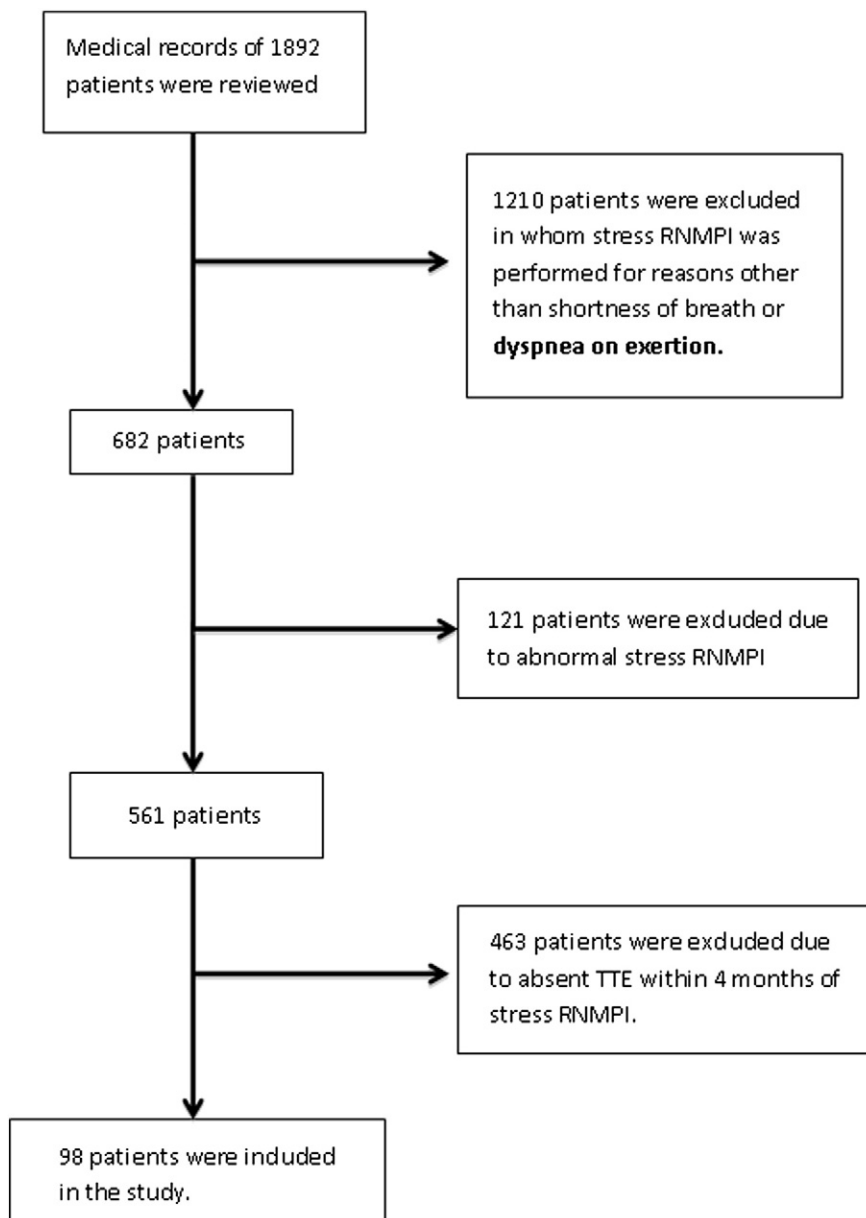 Medical records of 1892
patients were reviewed
1210 patients were excluded
in whom stress RNMPI was
performed for reasons other
than shortness of breath or
dyspnea on exertion.
682 patients
121 patients were excluded due
to abnormal stress RNMPI
561 patients
463 patients were excluded due
to absent TTE within 4 months of
stress RNMPI.
98 patients were included
in the study.